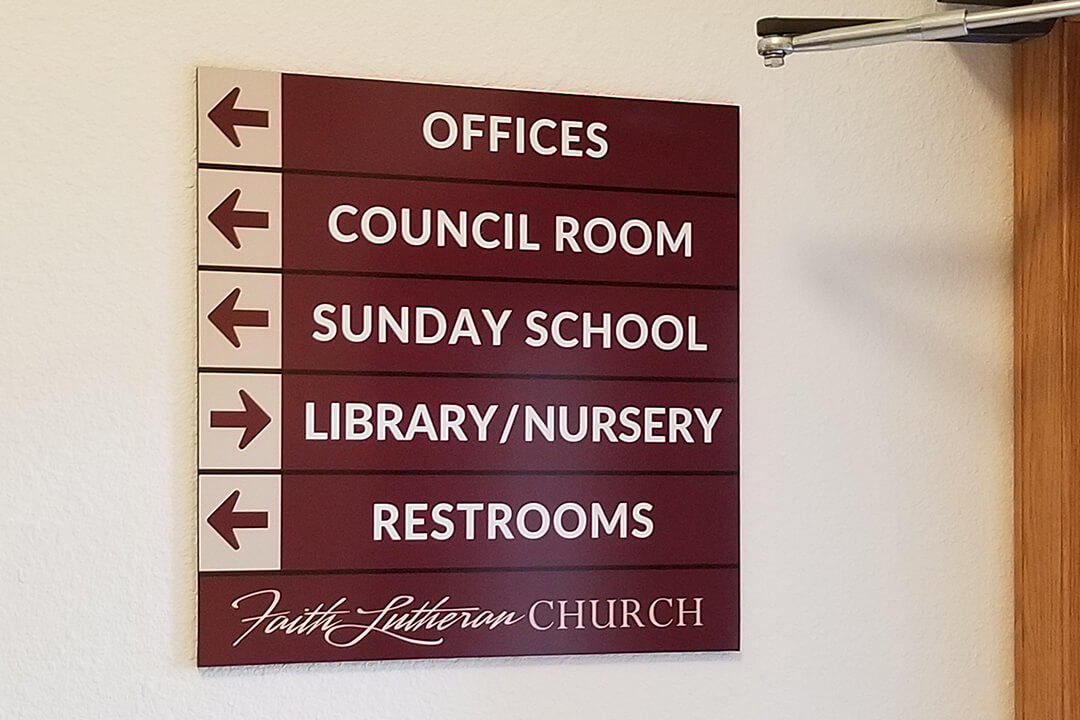 OFFICES
COUNCIL ROOM
SUNDAY SCHOOL
LIBRARY/NURSERY
RESTROOMS
Faith Lutheran CHURCH